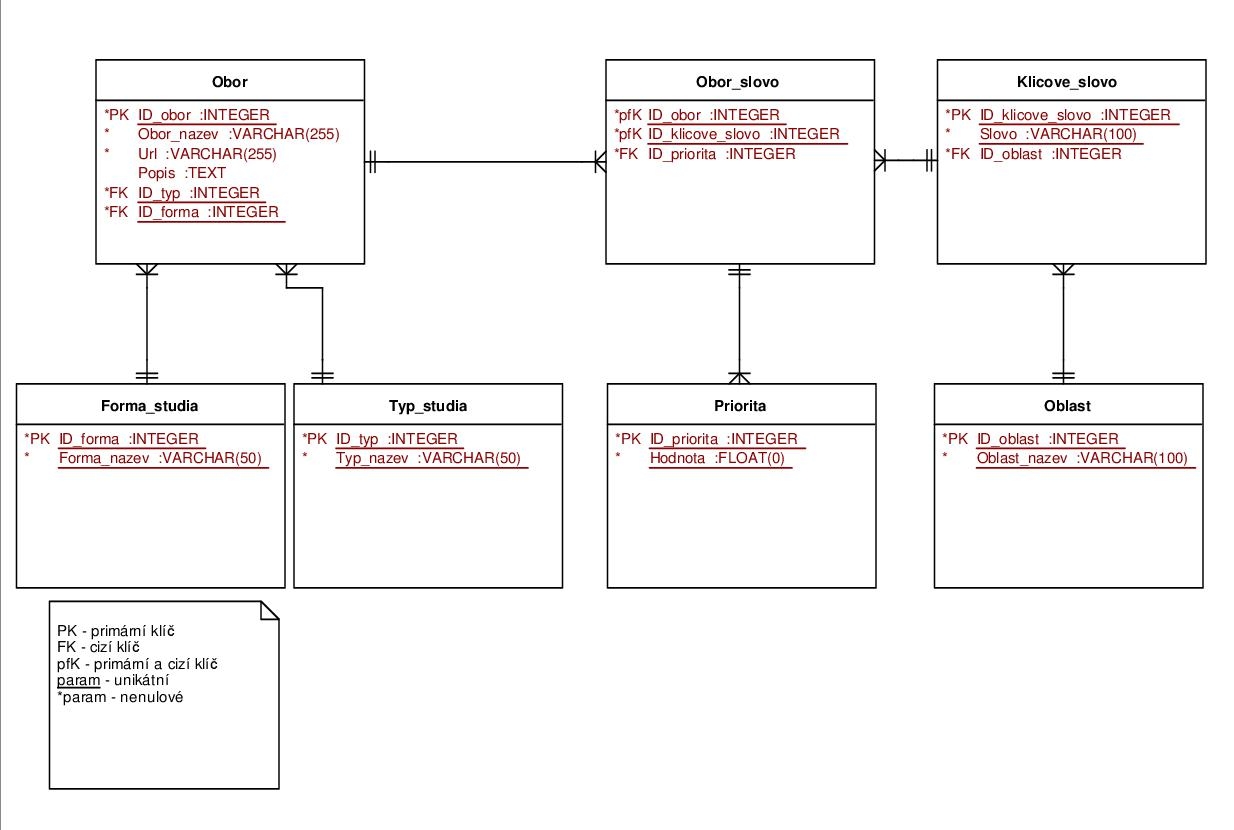 Obor
*PK ID_obor :INTEGER
* Obor_nazev :VARCHAR(255)
* Url :VARCHAR(255)
Popis :TEXT
*FK ID_typ :INTEGER
*FK ID_forma :INTEGER
Obor_slovo
*pfK ID_obor :INTEGER
*pfK ID_klicove_slovo :INTEGER
*FK ID_priorita :INTEGER
Klicove_slovo
*PK ID_klicove_slovo :INTEGER
* Slovo :VARCHAR(100)
*FK ID_oblast :INTEGER
Forma_studia
*PK ID_forma :INTEGER
* Forma_nazev :VARCHAR(50)
Typ_studia
*PK ID_typ :INTEGER
* Typ_nazev :VARCHAR(50)
Priorita
*PK ID_priorita :INTEGER
* Hodnota :FLOAT(0)
Oblast
*PK ID_oblast :INTEGER
* Oblast_nazev :VARCHAR(100)
PK - primární klíč
FK - cizí klíč
pfK - primární a cizí klíč
param - unikátní
*param - nenulové